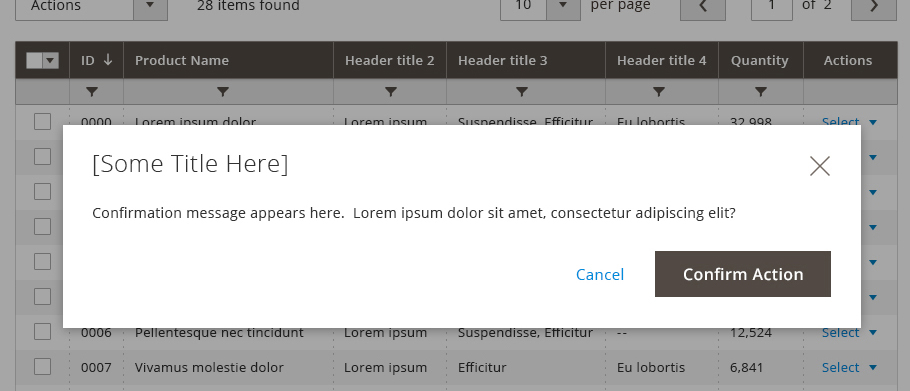 Actions 28 items found 10 per page 1 of 2
ID Product Name Header title 2 Header title 3 Header title 4 Quantity Actions
0000 Lorem ipsum dolor Lorem ipsum Suspendisse, Efficitur Eu lobortis 32,998 Select
[Some Title Here]
Confirmation message appears here.  Lorem ipsum dolor sit amet, consectetur adipiscing elit?
Cancel Confirm Action
0006 Pellentesque nec tincidunt Lorem ipsum Suspendisse, Efficitur -- 12,524 Select
0007 Vivamus molestie dolor Lorem ipsum Efficitur Eu lobortis 6,841 Select